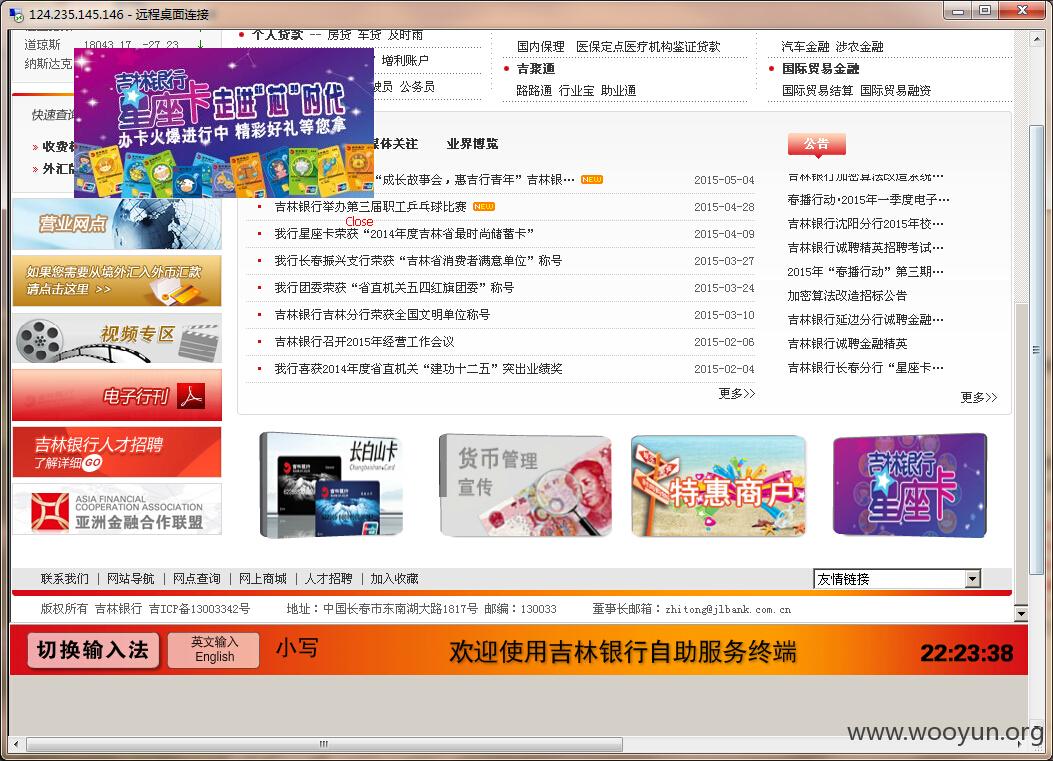 124.235.145.146 - 远程桌面连接
道琼斯 18043.17 -27.23 ↓
纳斯达克
个人贷款 -- 房贷 车贷 及时雨
增利账户
公务员
国内保理 医保定点医疗机构鉴证贷款
吉聚通
路路通 行业宝 助业通
汽车金融 涉农金融
国际贸易金融
国际贸易结算 国际贸易融资
吉林银行
星座卡 走进“芯”时代
办卡火爆进行中 精彩好礼等您拿
Close
快速查询
» 收费
» 外汇
营业网点
如果您需要从境外汇入外币汇款
请点击这里 >>
视频专区
电子行刊
吉林银行人才招聘
了解详细GO
ASIA FINANCIAL
COOPERATION ASSOCIATION
亚洲金融合作联盟
媒体关注 业界博览
“成长故事会，惠吉行青年”吉林银··· NEW 2015-05-04
吉林银行举办第三届职工乒乓球比赛 NEW 2015-04-28
我行星座卡荣获“2014年度吉林省最时尚储蓄卡” 2015-04-09
我行长春振兴支行荣获“吉林省消费者满意单位”称号 2015-03-27
我行团委荣获“省直机关五四红旗团委”称号 2015-03-24
吉林银行吉林分行荣获全国文明单位称号 2015-03-10
吉林银行召开2015年经营工作会议 2015-02-06
我行喜获2014年度省直机关“建功十二五”突出业绩奖 2015-02-04
更多>>
公告
吉林银行加密算法改造系统···
春播行动·2015年一季度电子···
吉林银行沈阳分行2015年校···
吉林银行诚聘精英招聘考试···
2015年“春播行动”第三期···
加密算法改造招标公告
吉林银行延边分行诚聘金融···
吉林银行诚聘金融精英
吉林银行长春分行“星座卡···
更多>>
长白山卡
Changbaishan Card
吉林银行
吉林银行
货币管理
宣传
特惠商户
吉林银行
星座卡
联系我们 | 网站导航 | 网点查询 | 网上商城 | 人才招聘 | 加入收藏
友情链接
版权所有 吉林银行 吉ICP备13003342号 地址：中国长春市东南湖大路1817号 邮编：130033 董事长邮箱：zhitong@jlbank.com.cn
切换输入法
英文输入
English
小写
欢迎使用吉林银行自助服务终端
22:23:38
www.wooyun.org